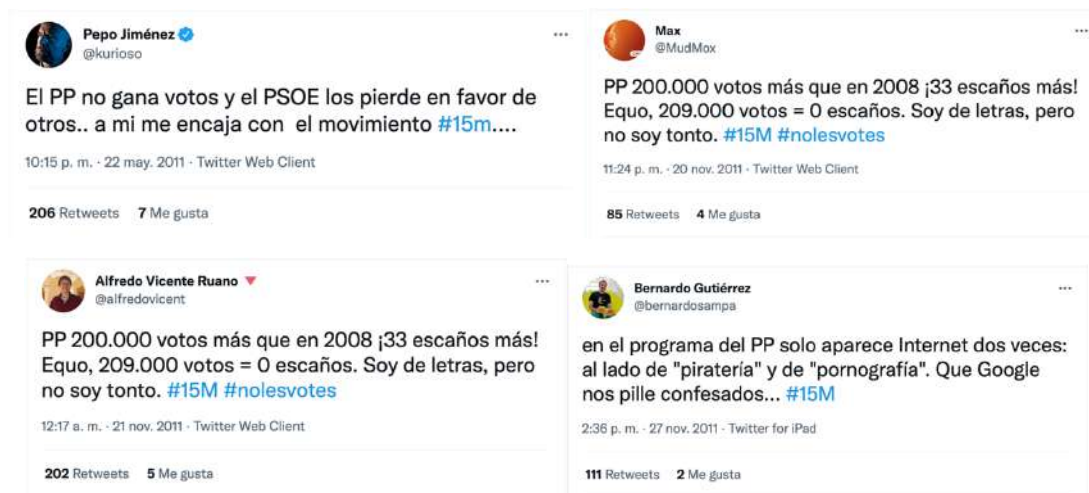 Pepo Jiménez
@kurioso
El PP no gana votos y el PSOE los pierde en favor de
otros.. a mi me encaja con el movimiento #15m....
10:15 p. m. · 22 may. 2011 · Twitter Web Client
206 Retweets 7 Me gusta
Max
@MudMox
PP 200.000 votos más que en 2008 ¡33 escaños más!
Equo, 209.000 votos = 0 escaños. Soy de letras, pero
no soy tonto. #15M #nolesvotes
11:24 p. m. · 20 nov. 2011 · Twitter Web Client
85 Retweets 4 Me gusta
Alfredo Vicente Ruano
@alfredovicent
PP 200.000 votos más que en 2008 ¡33 escaños más!
Equo, 209.000 votos = 0 escaños. Soy de letras, pero
no soy tonto. #15M #nolesvotes
12:17 a. m. · 21 nov. 2011 · Twitter Web Client
202 Retweets 5 Me gusta
Bernardo Gutiérrez
@bernardosampa
en el programa del PP solo aparece Internet dos veces:
al lado de "piratería" y de "pornografía". Que Google
nos pille confesados... #15M
2:36 p. m. · 27 nov. 2011 · Twitter for iPad
111 Retweets 2 Me gusta